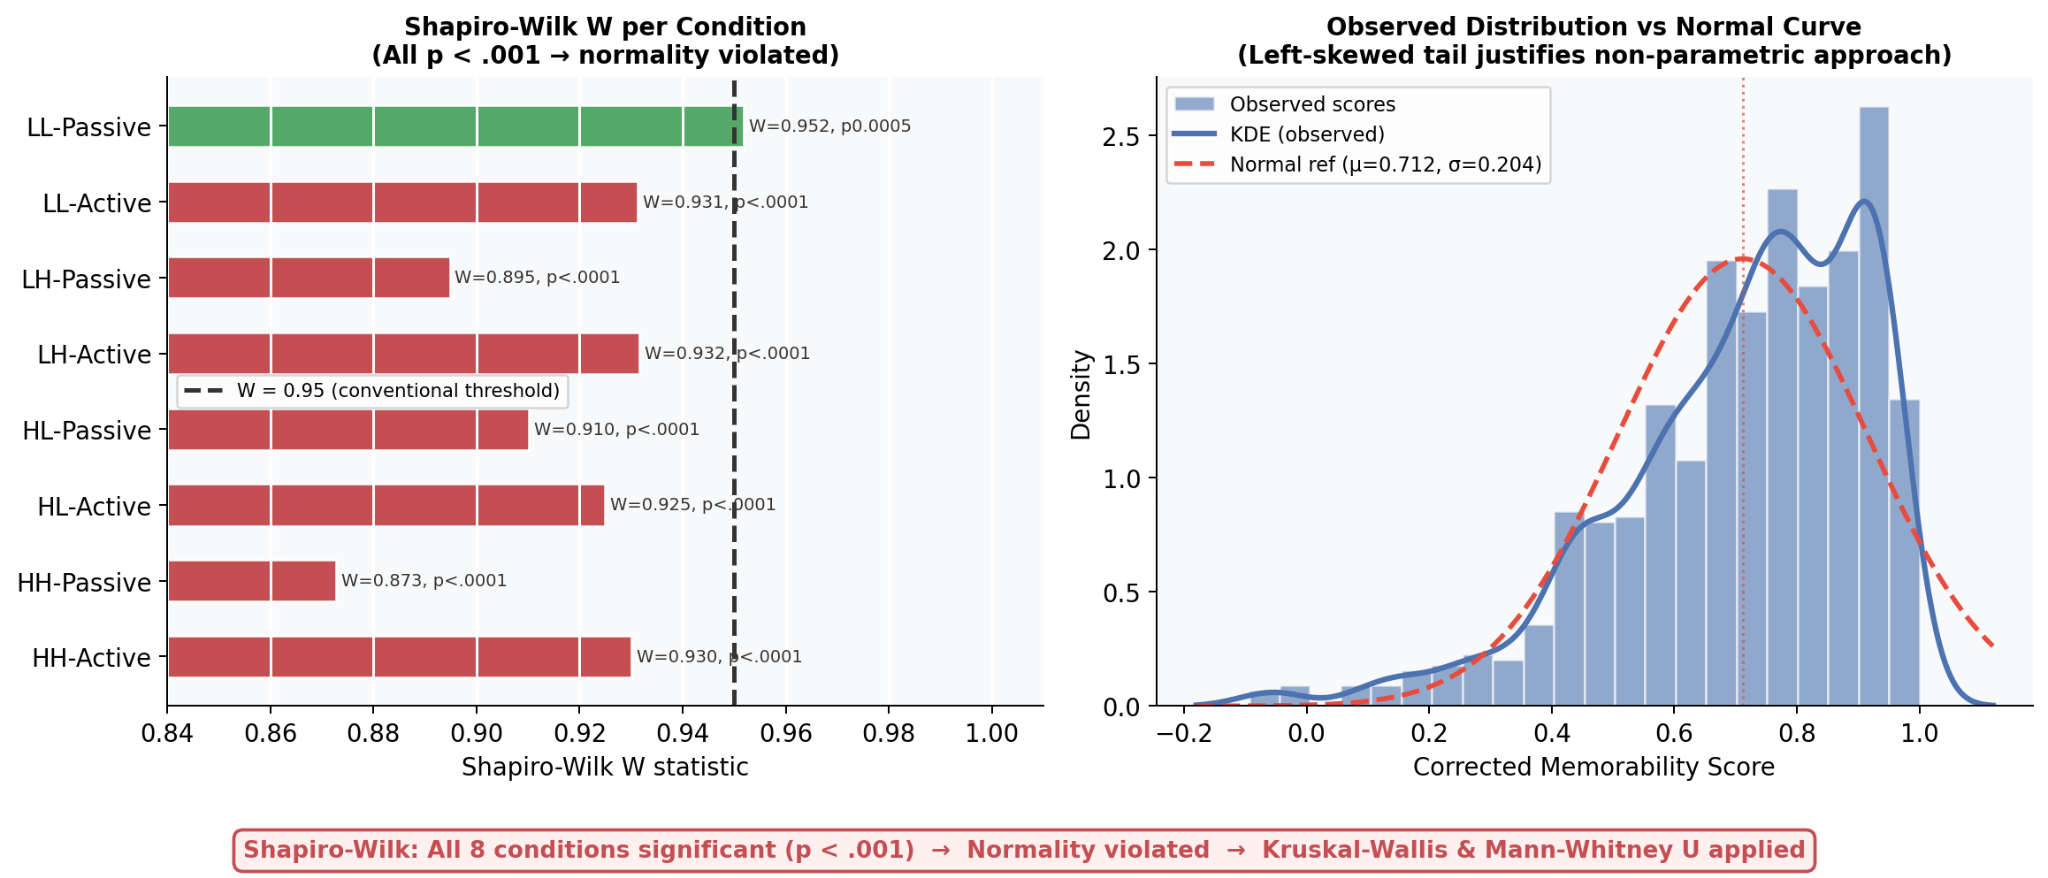 Shapiro-Wilk W per Condition
(All p < .001 → normality violated)
LL-Passive
W=0.952, p0.0005
LL-Active
W=0.931, p<.0001
LH-Passive
W=0.895, p<.0001
LH-Active
W=0.932, p<.0001
W = 0.95 (conventional threshold)
HL-Passive
W=0.910, p<.0001
HL-Active
W=0.925, p<.0001
HH-Passive
W=0.873, p<.0001
HH-Active
W=0.930, p<.0001
0.84 0.86 0.88 0.90 0.92 0.94 0.96 0.98 1.00
Shapiro-Wilk W statistic
Observed Distribution vs Normal Curve
(Left-skewed tail justifies non-parametric approach)
Observed scores
KDE (observed)
Normal ref (μ=0.712, σ=0.204)
Density
2.5
2.0
1.5
1.0
0.5
0.0
−0.2 0.0 0.2 0.4 0.6 0.8 1.0
Corrected Memorability Score
Shapiro-Wilk: All 8 conditions significant (p < .001) → Normality violated → Kruskal-Wallis & Mann-Whitney U applied